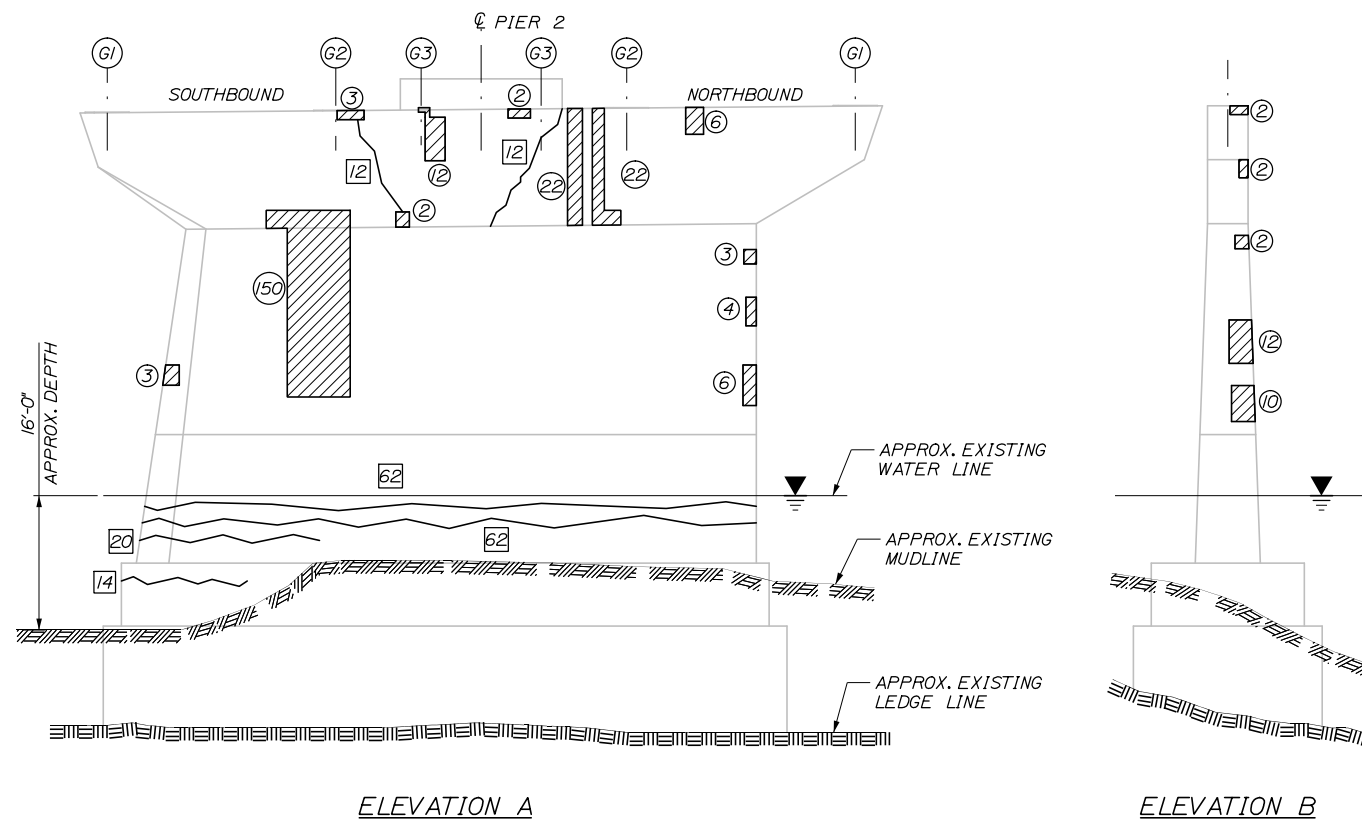 ℄ PIER 2
G1
G2
G3
G3
G2
G1
SOUTHBOUND
NORTHBOUND
3
2
6
12
12
12
22
22
2
150
3
4
3
6
16'-0"
APPROX. DEPTH
62
APPROX. EXISTING
WATER LINE
20
62
APPROX. EXISTING
MUDLINE
14
APPROX. EXISTING
LEDGE LINE
ELEVATION A
2
2
2
12
10
ELEVATION B